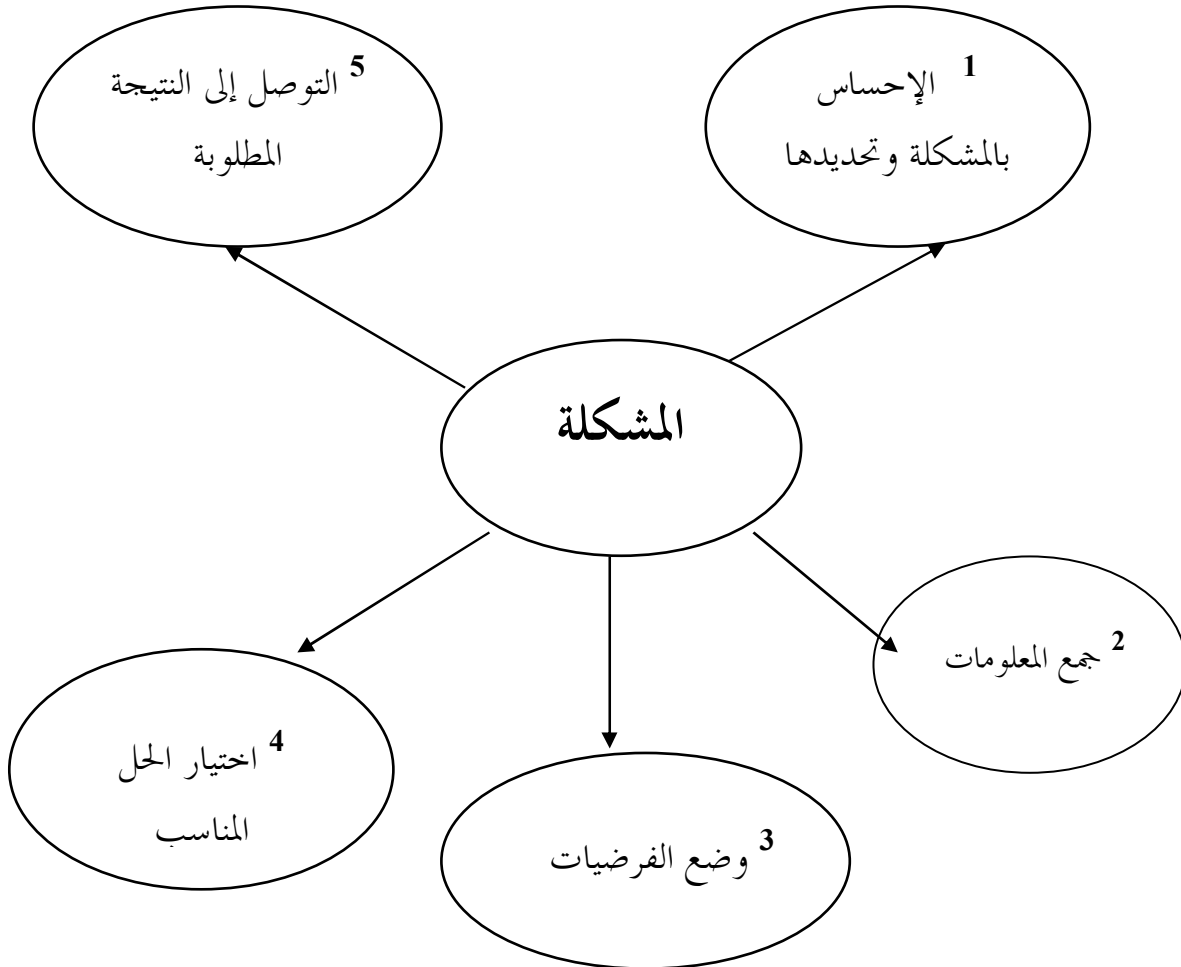 المشكلة
1 الإحساس
بالمشكلة وتحديدها
2 جمع المعلومات
3 وضع الفرضيات
4 اختيار الحل
المناسب
5 التوصل إلى النتيجة
المطلوبة